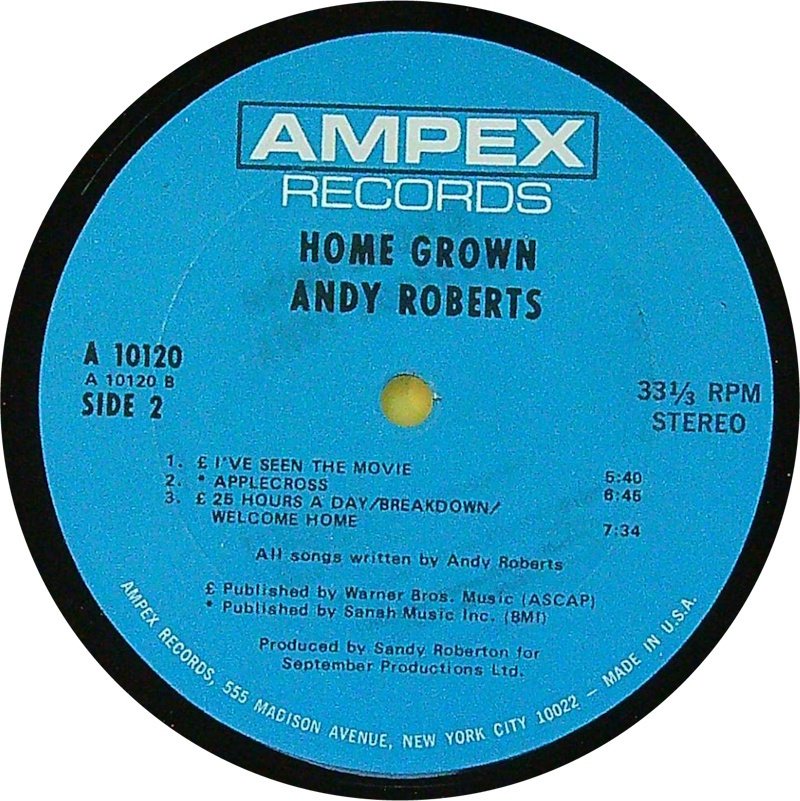 AMPEX
RECORDS
HOME GROWN
ANDY ROBERTS
A 10120
A 10120 B
SIDE 2
33⅓ RPM
STEREO
1. £ I'VE SEEN THE MOVIE 5:40
2. * APPLECROSS 6:45
3. £ 25 HOURS A DAY/BREAKDOWN/
WELCOME HOME 7:34
All songs written by Andy Roberts
£ Published by Warner Bros. Music (ASCAP)
* Published by Sanah Music Inc. (BMI)
Produced by Sandy Roberton for
September Productions Ltd.
AMPEX RECORDS, 555 MADISON AVENUE, NEW YORK CITY 10022 – MADE IN U.S.A.